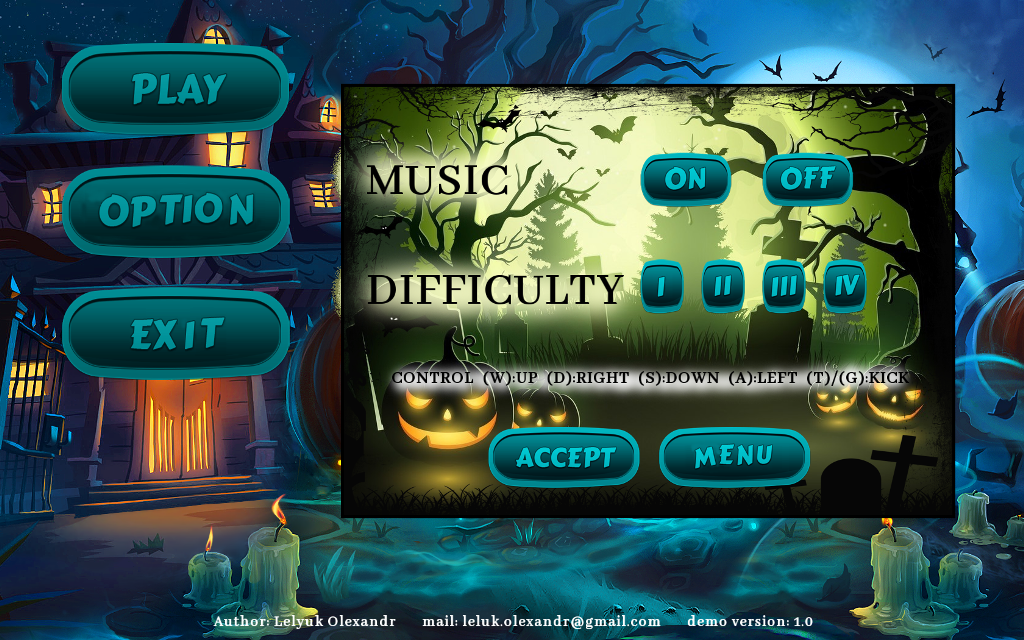 PLAY
OPTION
EXIT
MUSIC ON OFF
DIFFICULTY I II III IV
CONTROL (W):UP (D):RIGHT (S):DOWN (A):LEFT (T)/(G):KICK
ACCEPT MENU
Author: Lelyuk Olexandr mail: leluk.olexandr@gmail.com demo version: 1.0